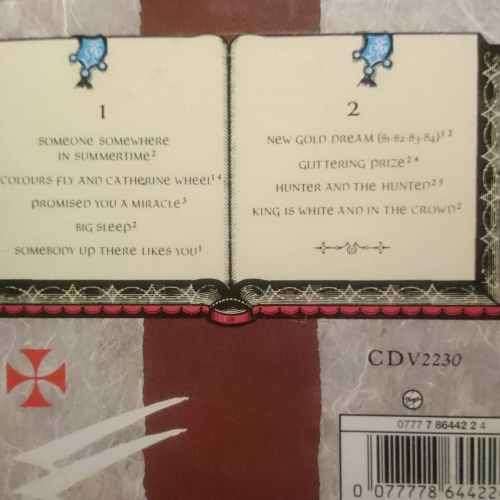 1
SOMEONE SOMEWHERE
IN SUMMERTIME²
COLOURS FLY AND CATHERINE WHEEL¹ ⁴
PROMISED YOU A MIRACLE³
BIG SLEEP²
SOMEBODY UP THERE LIKES YOU¹
2
NEW GOLD DREAM (81-82-83-84)¹ ²
GLITTERING PRIZE² ⁴
HUNTER AND THE HUNTED² ⁵
KING IS WHITE AND IN THE CROWD²
CDV2230
Virgin
0777 7 86442 2 4
0 077778 64422